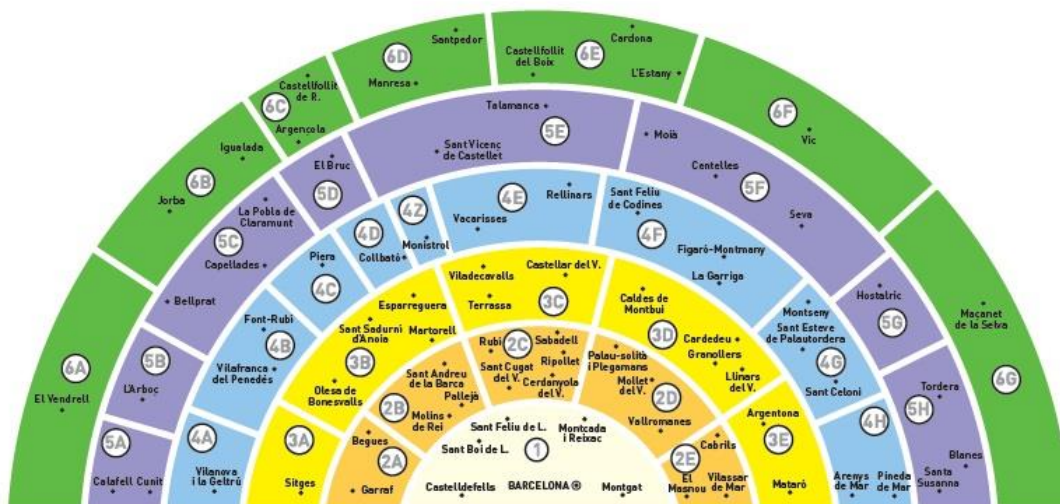 6A
El Vendrell
6B
Jorba
Igualada
6C
Castellfollit
de R.
Argençola
6D
Santpedor
Manresa
6E
Castellfollit
del Boix
Cardona
L'Estany
6F
Vic
6G
Maçanet
de la Selva
5A
Calafell
Cunit
5B
L'Arboç
5C
La Pobla de
Claramunt
Capellades
Bellprat
5D
El Bruc
5E
Talamanca
Sant Vicenç
de Castellet
5F
Moià
Centelles
Seva
5G
Hostalric
5H
Tordera
Blanes
Santa
Susanna
4A
Vilanova
i la Geltrú
4B
Font-Rubi
Vilafranca
del Penedés
4C
Piera
4D
Collbató
4Z
Monistrol
4E
Vacarisses
Rellinars
4F
Sant Feliu
de Codines
Figaró-Montmany
La Garriga
4G
Montseny
Sant Esteve
de Palautordera
Sant Celoni
4H
Arenys
de Mar
Pineda
de Mar
3A
Sitges
3B
Esparreguera
Sant Sadurní
d'Anoia
Martorell
Olesa de
Bonesvalls
3C
Viladecavalls
Castellar del V.
Terrassa
3D
Caldes de
Montbui
Cardedeu
Granollers
Llinars
del V.
3E
Argentona
Mataró
2A
Begues
Garraf
2B
Sant Andreu
de la Barca
Pallejà
Molins
de Rei
2C
Rubí
Sabadell
Ripollet
Sant Cugat
del V.
Cerdanyola
del V.
2D
Palau-solità
i Plegamans
Mollet
del V.
Vallromanes
2E
Cabrils
El
Masnou
Vilassar
de Mar
1
Sant Feliu de L.
Sant Boi de L.
Montcada
i Reixac
Castelldefells
BARCELONA
Montgat